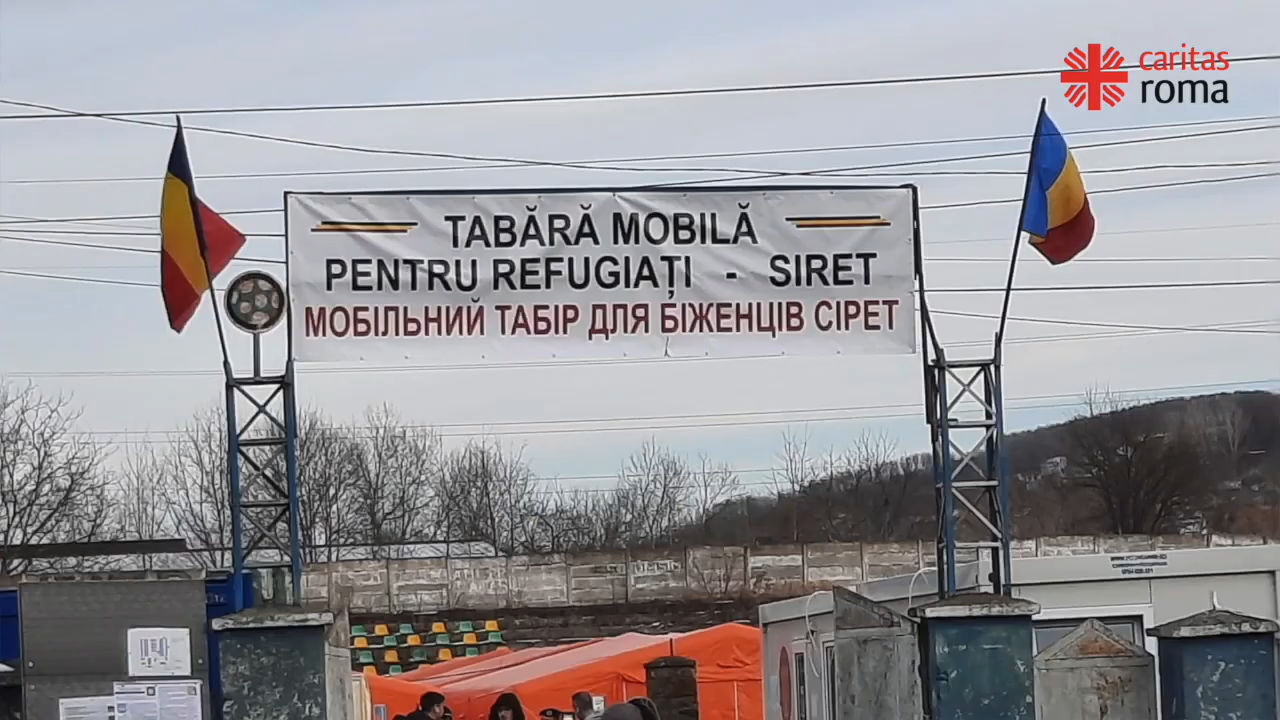 caritas
roma
TABĂRĂ MOBILĂ
PENTRU REFUGIAȚI - SIRET
МОБІЛЬНИЙ ТАБІР ДЛЯ БІЖЕНЦІВ СІРЕТ